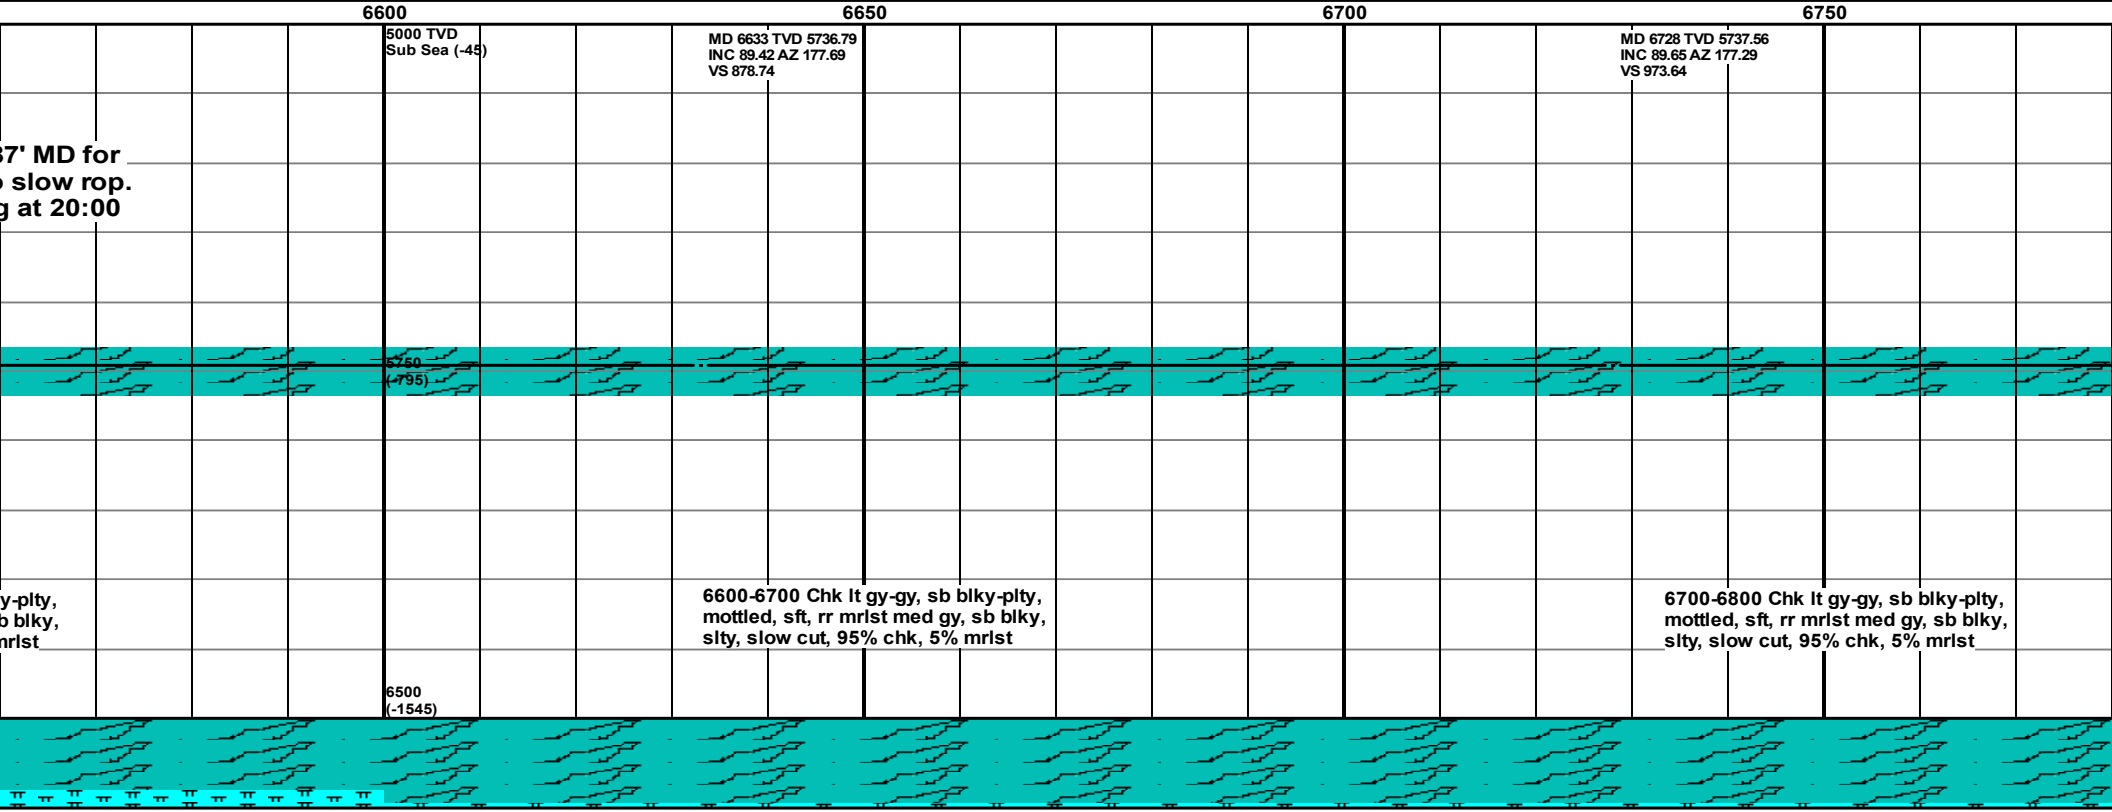 6600 6650 6700 6750
5000 TVD
Sub Sea (-45)
MD 6633 TVD 5736.79
INC 89.42 AZ 177.69
VS 878.74
MD 6728 TVD 5737.56
INC 89.65 AZ 177.29
VS 973.64
37' MD for
slow rop.
g at 20:00
5750
(-795)
y-plty,
b blky,
mrlst
6600-6700 Chk lt gy-gy, sb blky-plty,
mottled, sft, rr mrlst med gy, sb blky,
slty, slow cut, 95% chk, 5% mrlst
6700-6800 Chk lt gy-gy, sb blky-plty,
mottled, sft, rr mrlst med gy, sb blky,
slty, slow cut, 95% chk, 5% mrlst
6500
(-1545)